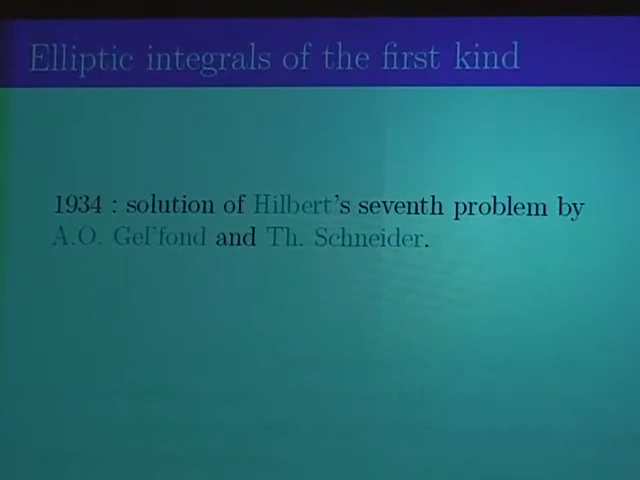 Elliptic integrals of the first kind
1934 : solution of Hilbert's seventh problem by
A.O. Gel'fond and Th. Schneider.